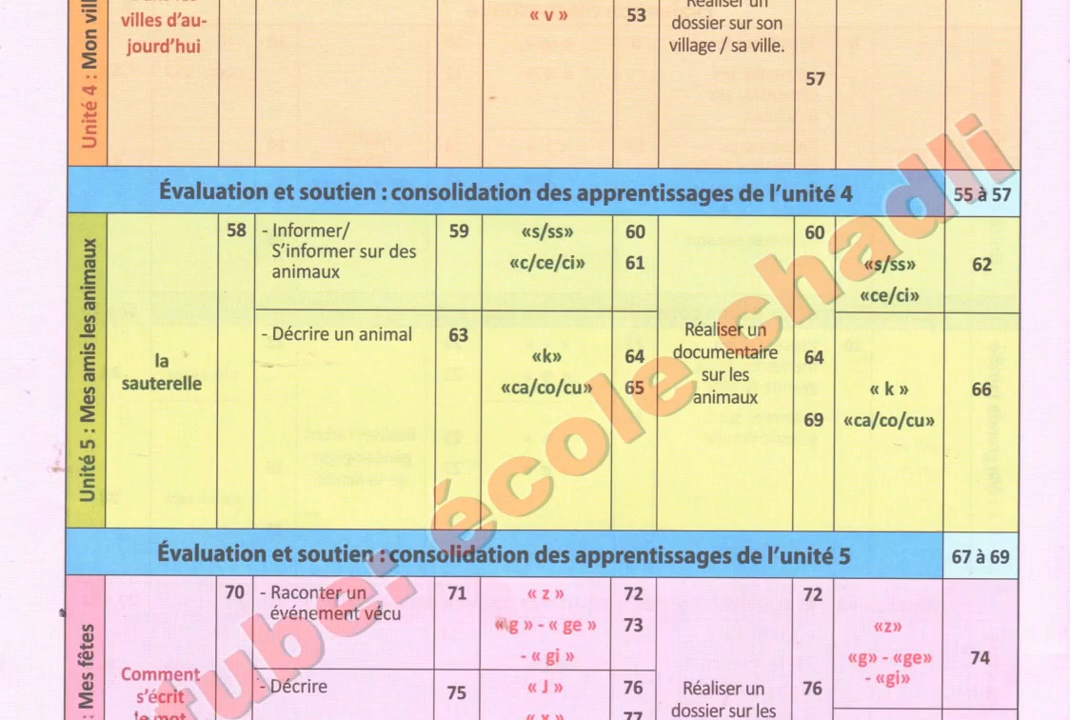 Unité 4 : Mon vill
villes d'au-
jourd'hui
« v »
53
Réaliser un
dossier sur son
village / sa ville.
57
Évaluation et soutien : consolidation des apprentissages de l'unité 4
55 à 57
Unité 5 : Mes amis les animaux
la
sauterelle
58
- Informer/
S'informer sur des
animaux
59
«s/ss»
60
«c/ce/ci»
61
- Décrire un animal
63
«k»
64
«ca/co/cu»
65
Réaliser un
documentaire
sur les
animaux
60
64
69
«s/ss»
«ce/ci»
62
« k »
«ca/co/cu»
66
Évaluation et soutien : consolidation des apprentissages de l'unité 5
67 à 69
: Mes fêtes
Comment
s'écrit
le mot
70
- Raconter un
événement vécu
71
« z »
72
« g » - « ge »
73
- « gi »
- Décrire
75
« J »
76
77
Réaliser un
dossier sur les
72
76
«z»
«g» - «ge»
- «gi»
74
tube: école chadli